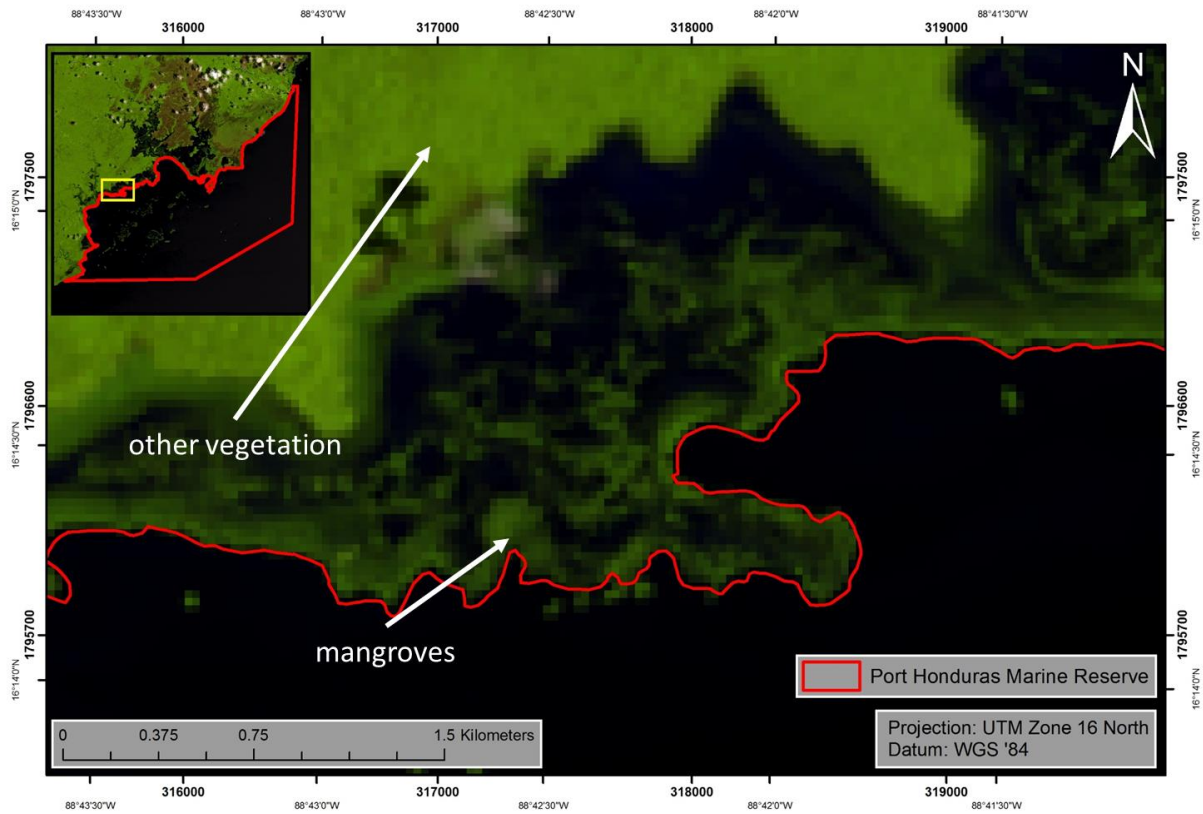 88°43'30"W 88°43'0"W 88°42'30"W 88°42'0"W 88°41'30"W
316000 317000 318000 319000
N
1797500 1797500
16°15'0"N 16°15'0"N
1796600 1796600
16°14'30"N 16°14'30"N
other vegetation
1795700 1795700
mangroves
16°14'0"N 16°14'0"N
Port Honduras Marine Reserve
0 0.375 0.75 1.5 Kilometers
Projection: UTM Zone 16 North
Datum: WGS '84
316000 317000 318000 319000
88°43'30"W 88°43'0"W 88°42'30"W 88°42'0"W 88°41'30"W